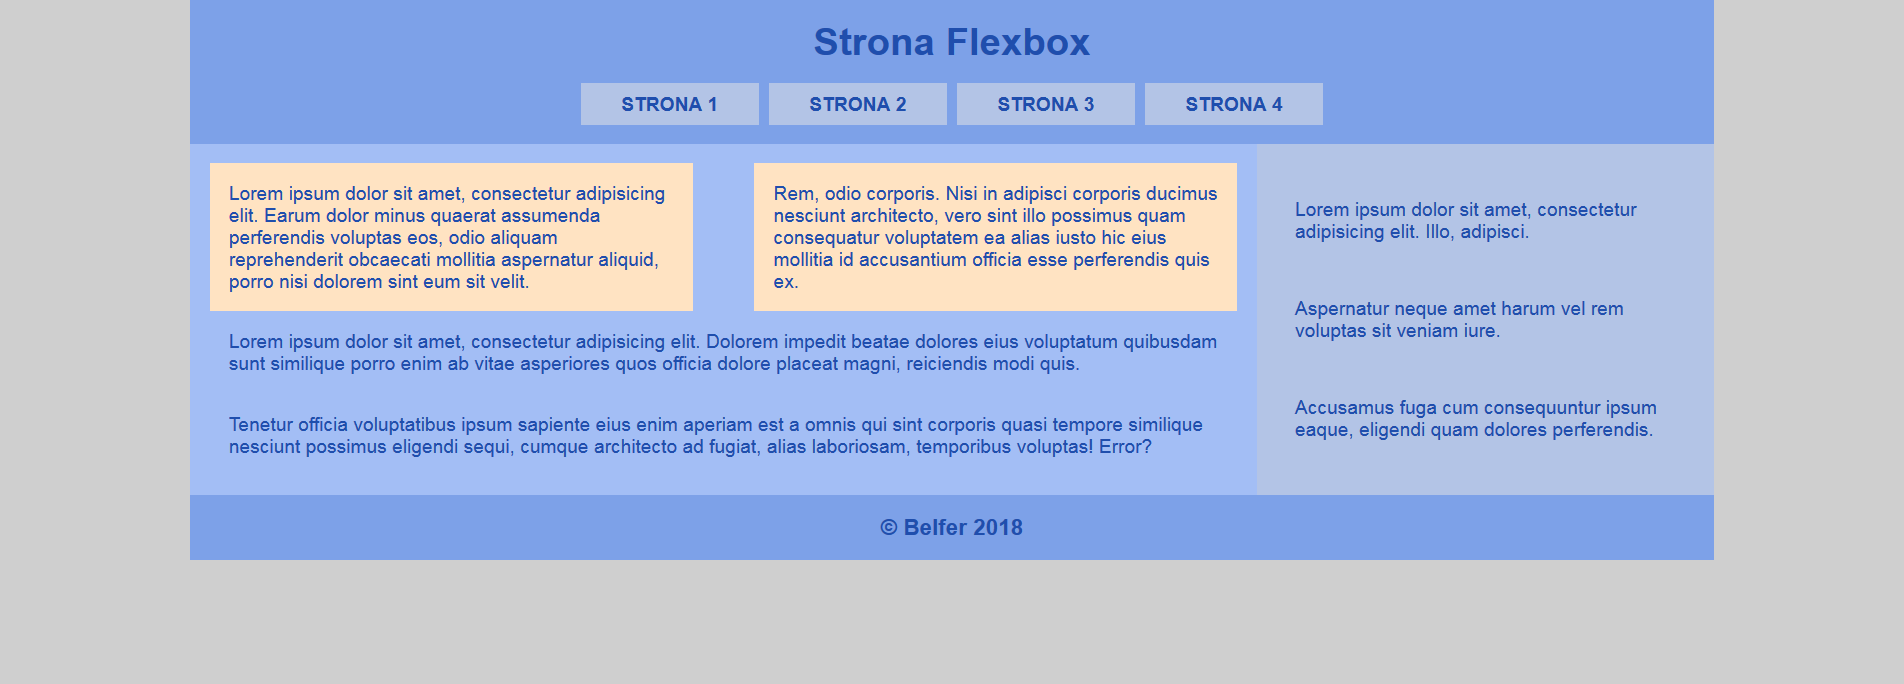 Strona Flexbox
STRONA 1 STRONA 2 STRONA 3 STRONA 4
Lorem ipsum dolor sit amet, consectetur adipisicing
elit. Earum dolor minus quaerat assumenda
perferendis voluptas eos, odio aliquam
reprehenderit obcaecati mollitia aspernatur aliquid,
porro nisi dolorem sint eum sit velit.
Rem, odio corporis. Nisi in adipisci corporis ducimus
nesciunt architecto, vero sint illo possimus quam
consequatur voluptatem ea alias iusto hic eius
mollitia id accusantium officia esse perferendis quis
ex.
Lorem ipsum dolor sit amet, consectetur adipisicing elit. Dolorem impedit beatae dolores eius voluptatum quibusdam
sunt similique porro enim ab vitae asperiores quos officia dolore placeat magni, reiciendis modi quis.
Tenetur officia voluptatibus ipsum sapiente eius enim aperiam est a omnis qui sint corporis quasi tempore similique
nesciunt possimus eligendi sequi, cumque architecto ad fugiat, alias laboriosam, temporibus voluptas! Error?
Lorem ipsum dolor sit amet, consectetur
adipisicing elit. Illo, adipisci.
Aspernatur neque amet harum vel rem
voluptas sit veniam iure.
Accusamus fuga cum consequuntur ipsum
eaque, eligendi quam dolores perferendis.
© Belfer 2018